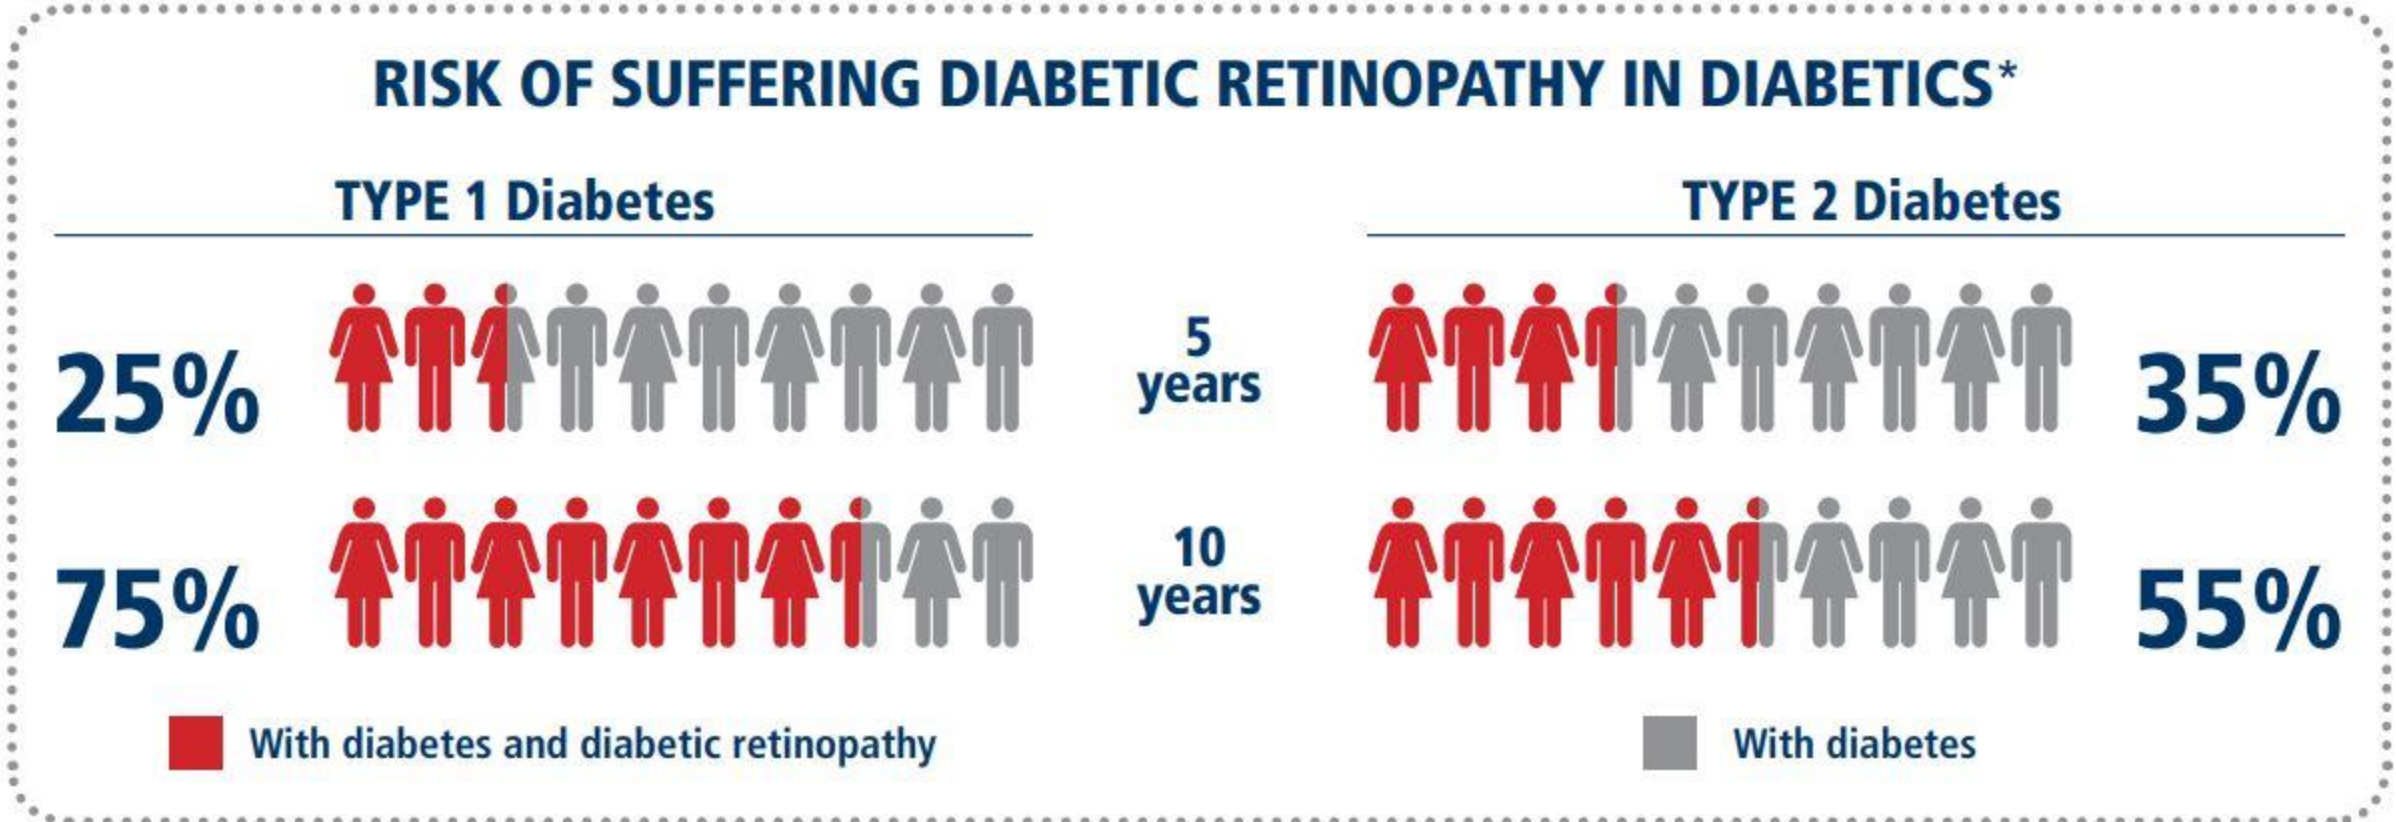 RISK OF SUFFERING DIABETIC RETINOPATHY IN DIABETICS*
TYPE 1 Diabetes
TYPE 2 Diabetes
25%
5
years
35%
75%
10
years
55%
With diabetes and diabetic retinopathy
With diabetes